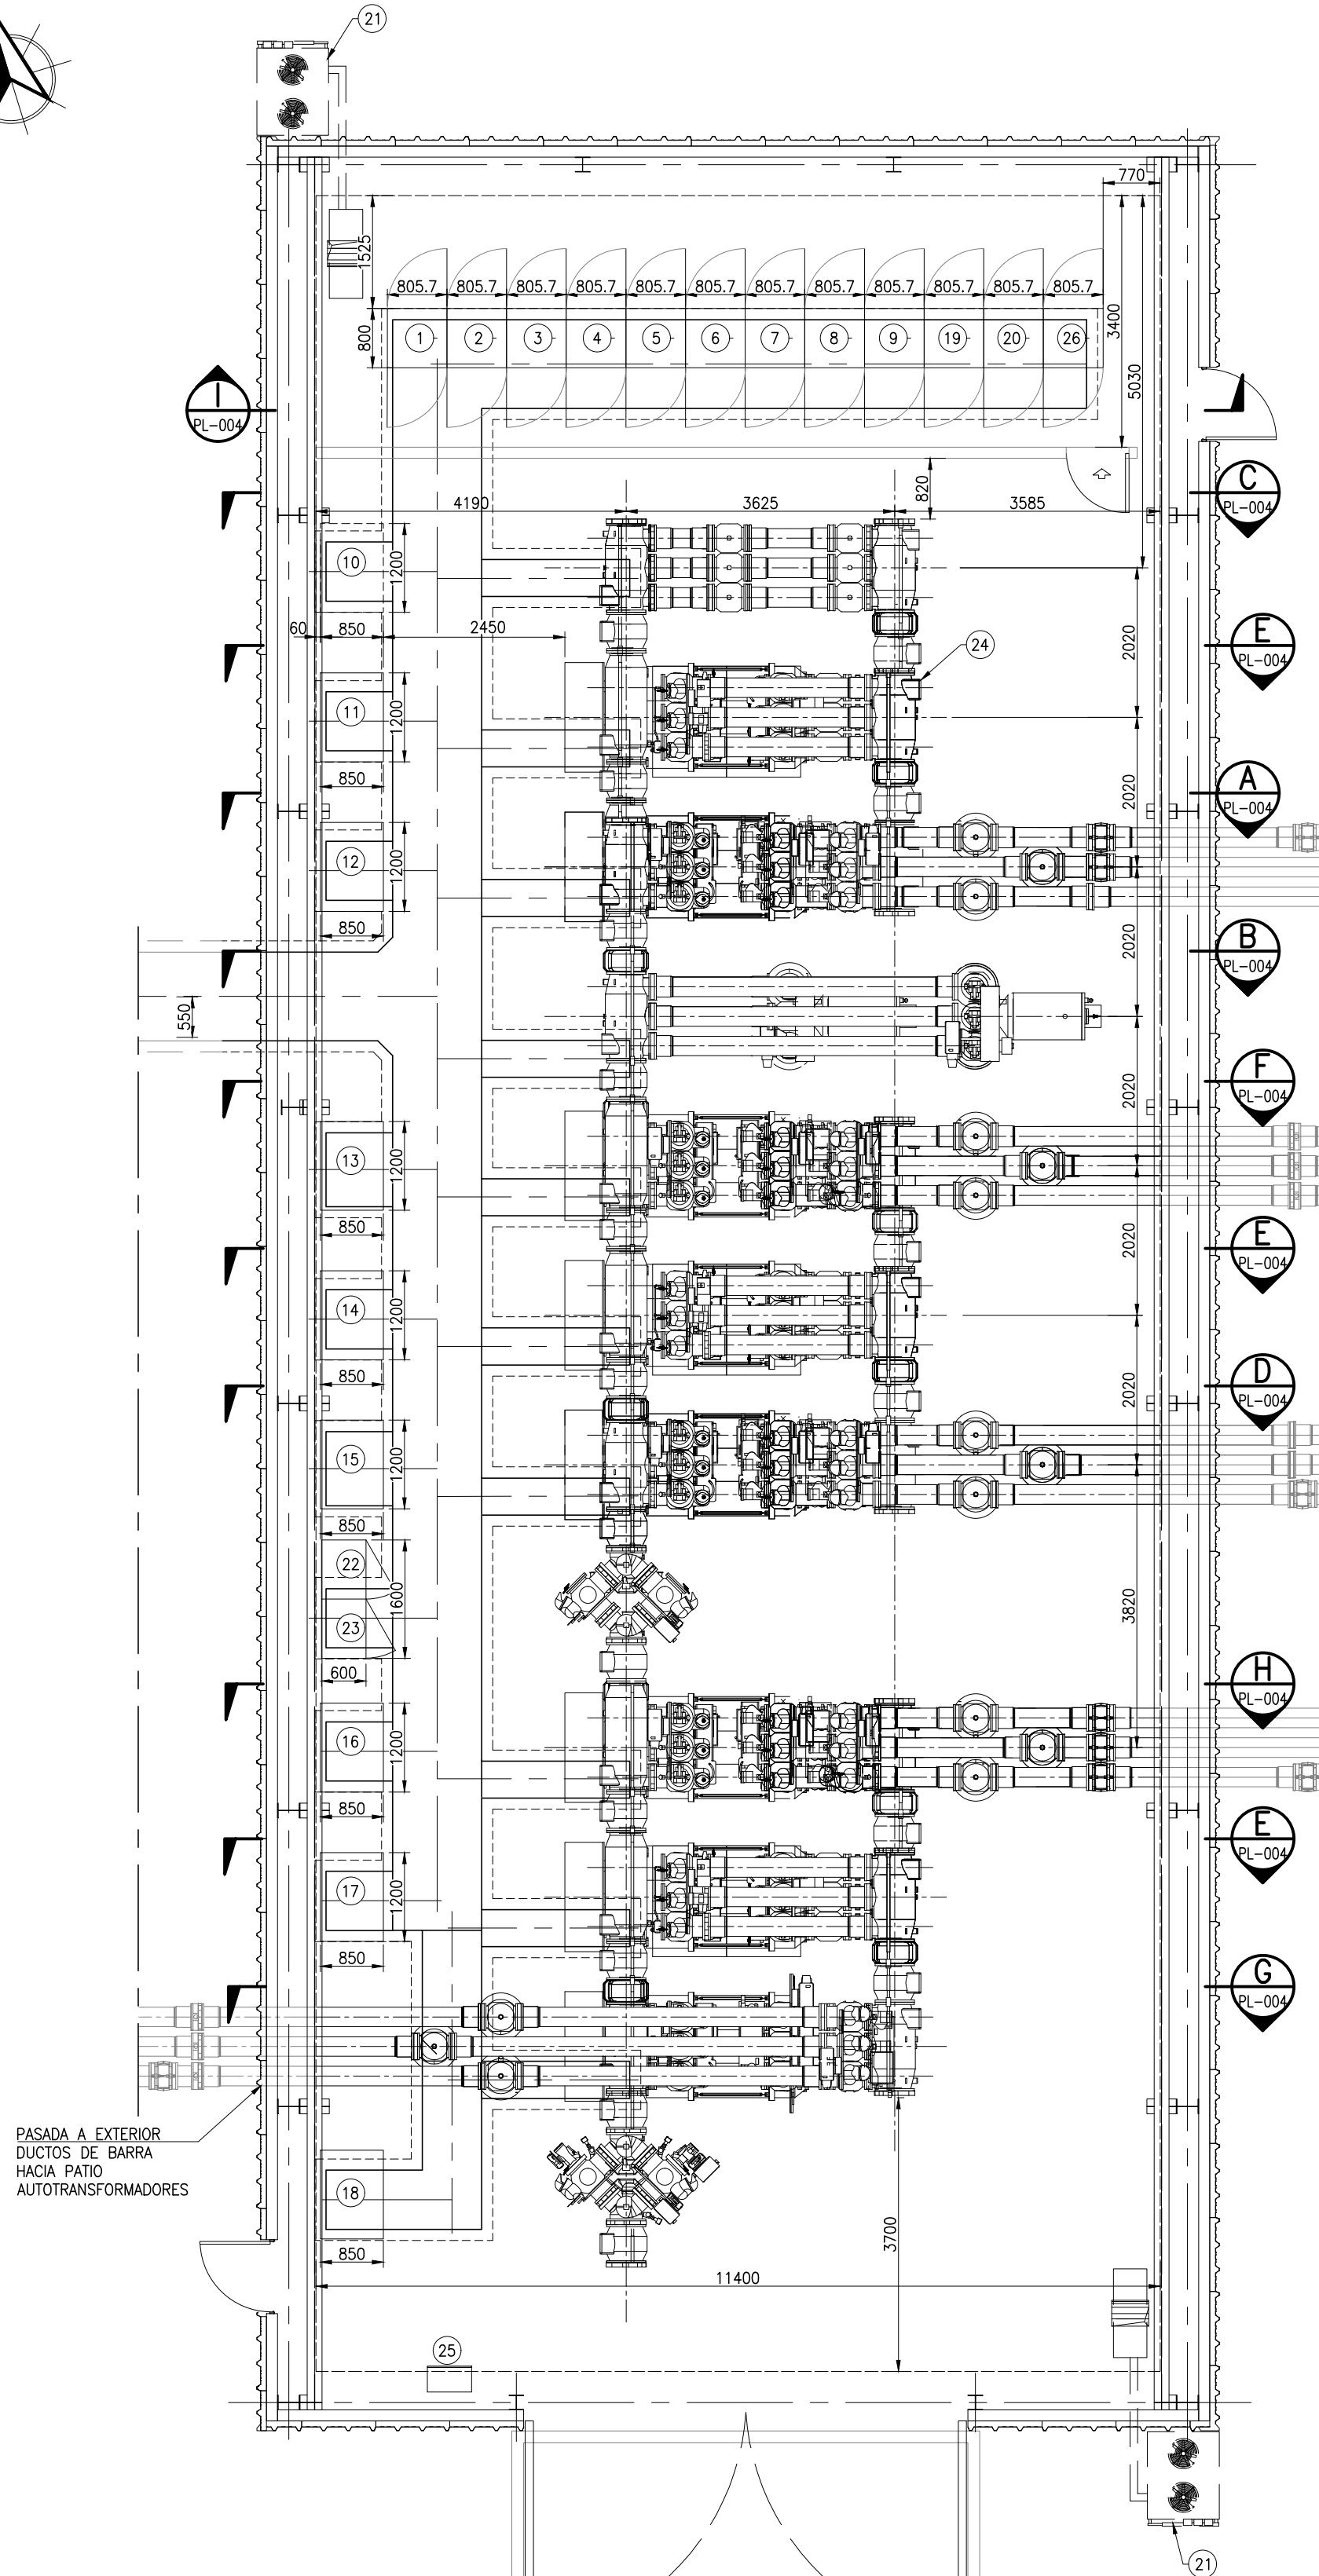 21
770
1525
3400
5030
805.7 805.7 805.7 805.7 805.7 805.7 805.7 805.7 805.7 805.7 805.7 805.7
800
1 2 3 4 5 6 7 8 9 19 20 26
I
PL-004
C
PL-004
820
4190 3625 3585
10
1200
60 850 2450
2020
E
PL-004
24
11
1200
850
2020
A
PL-004
12
1200
850
2020
B
PL-004
550
2020
F
PL-004
13
1200
850
2020
E
PL-004
14
1200
850
2020
D
PL-004
15
1200
850
22
1600
23
600
3820
H
PL-004
16
1200
850
E
PL-004
17
1200
850
G
PL-004
PASADA A EXTERIOR
DUCTOS DE BARRA
HACIA PATIO
AUTOTRANSFORMADORES
18
850
3700
11400
25
21